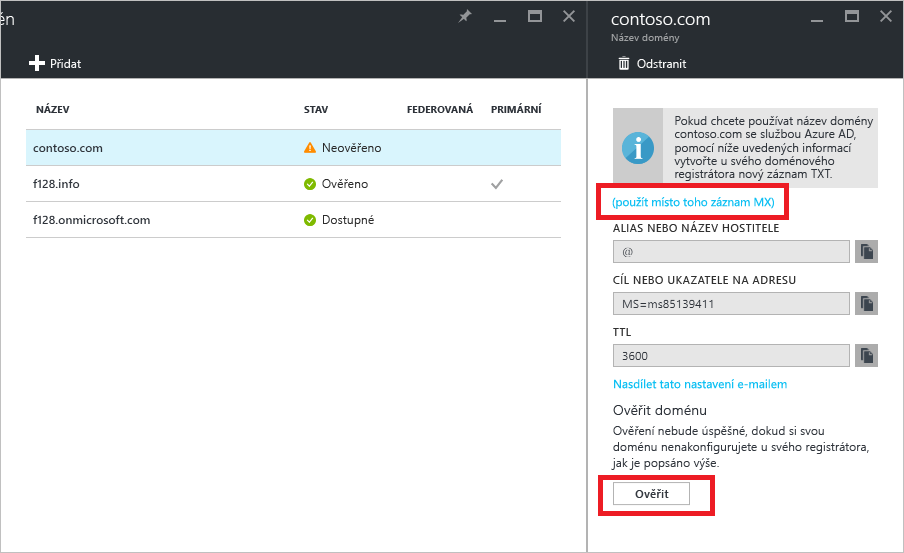 én
Přidat
NÁZEV STAV FEDEROVANÁ PRIMÁRNÍ
contoso.com Neověřeno
f128.info Ověřeno
f128.onmicrosoft.com Dostupné
contoso.com
Název domény
Odstranit
Pokud chcete používat název domény
contoso.com se službou Azure AD,
pomocí níže uvedených informací
vytvořte u svého doménového
registrátora nový záznam TXT.
(použít místo toho záznam MX)
ALIAS NEBO NÁZEV HOSTITELE
@
CÍL NEBO UKAZATELE NA ADRESU
MS=ms85139411
TTL
3600
Nasdílet tato nastavení e-mailem
Ověřit doménu
Ověření nebude úspěšné, dokud si svou
doménu nenakonfigurujete u svého registrátora,
jak je popsáno výše.
Ověřit